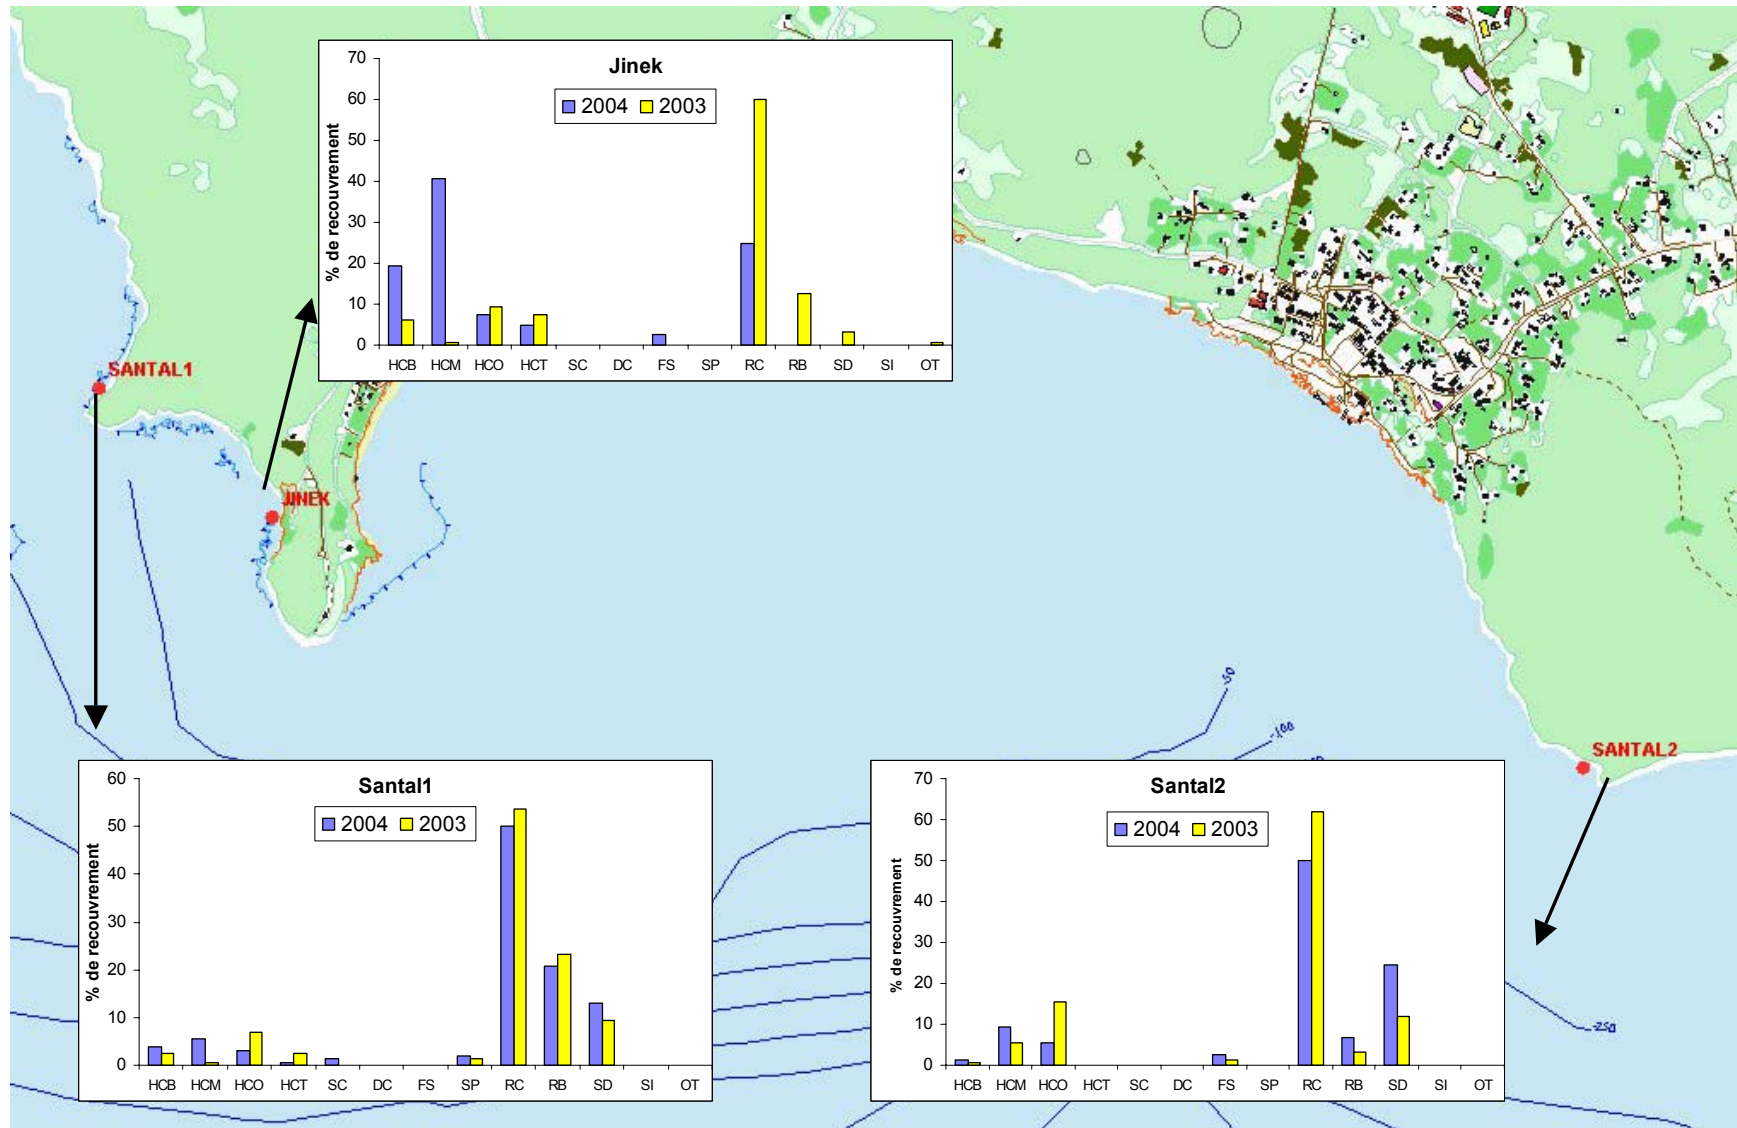 Jinek
2004 2003
% de recouvrement
70
60
50
40
30
20
10
0
HCB HCM HCO HCT SC DC FS SP RC RB SD SI OT
SANTAL1
JINEK
-50
-100
SANTAL2
Santal1
2004 2003
% de recouvrement
60
50
40
30
20
10
0
HCB HCM HCO HCT SC DC FS SP RC RB SD SI OT
Santal2
2004 2003
% de recouvrement
70
60
50
40
30
20
10
0
HCB HCM HCO HCT SC DC FS SP RC RB SD SI OT
-250